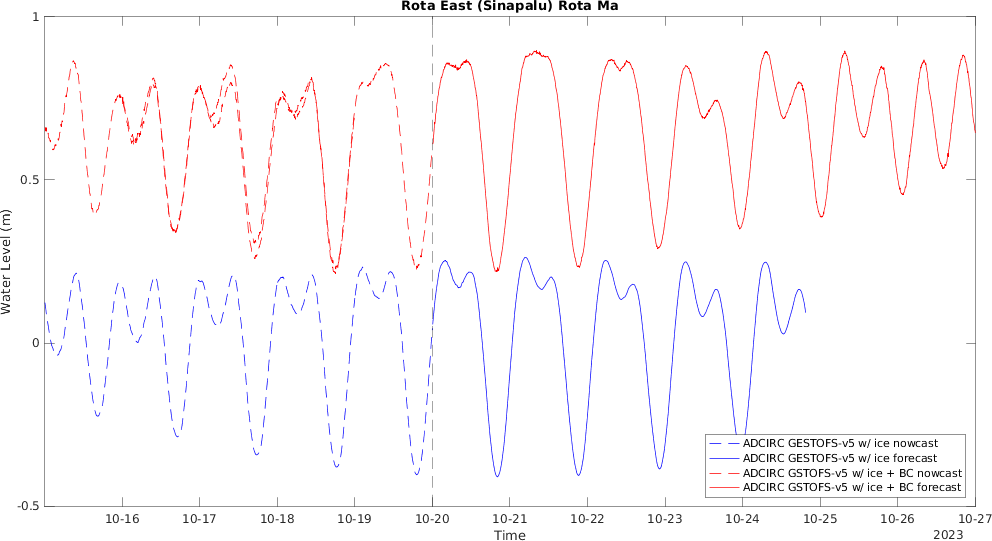 Rota East (Sinapalu) Rota Ma
1
0.5
0
-0.5
Water Level (m)
10-16 10-17 10-18 10-19 10-20 10-21 10-22 10-23 10-24 10-25 10-26 10-27
Time
2023
ADCIRC GESTOFS-v5 w/ ice nowcast
ADCIRC GESTOFS-v5 w/ ice forecast
ADCIRC GSTOFS-v5 w/ ice + BC nowcast
ADCIRC GSTOFS-v5 w/ ice + BC forecast